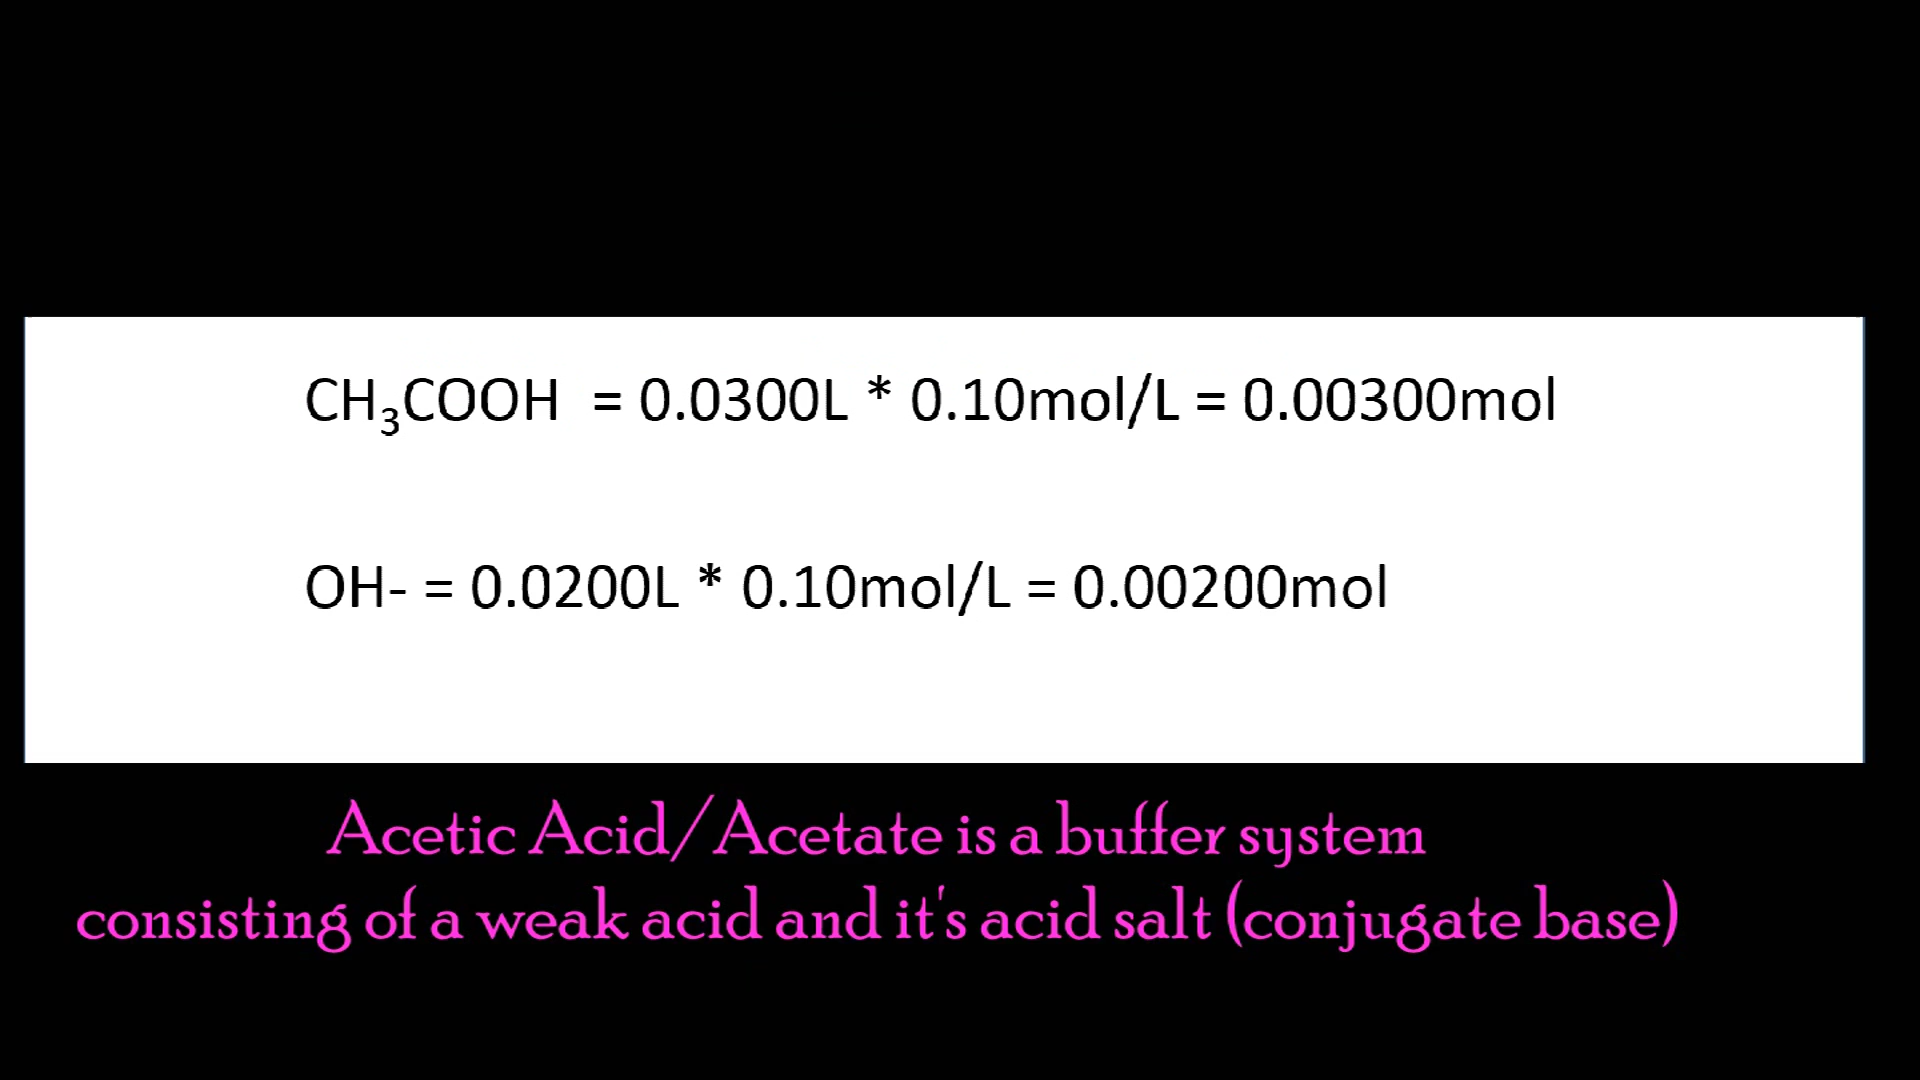 CH₃COOH = 0.0300L * 0.10mol/L = 0.00300mol
OH- = 0.0200L * 0.10mol/L = 0.00200mol
Acetic Acid/Acetate is a buffer system
consisting of a weak acid and it's acid salt (conjugate base)